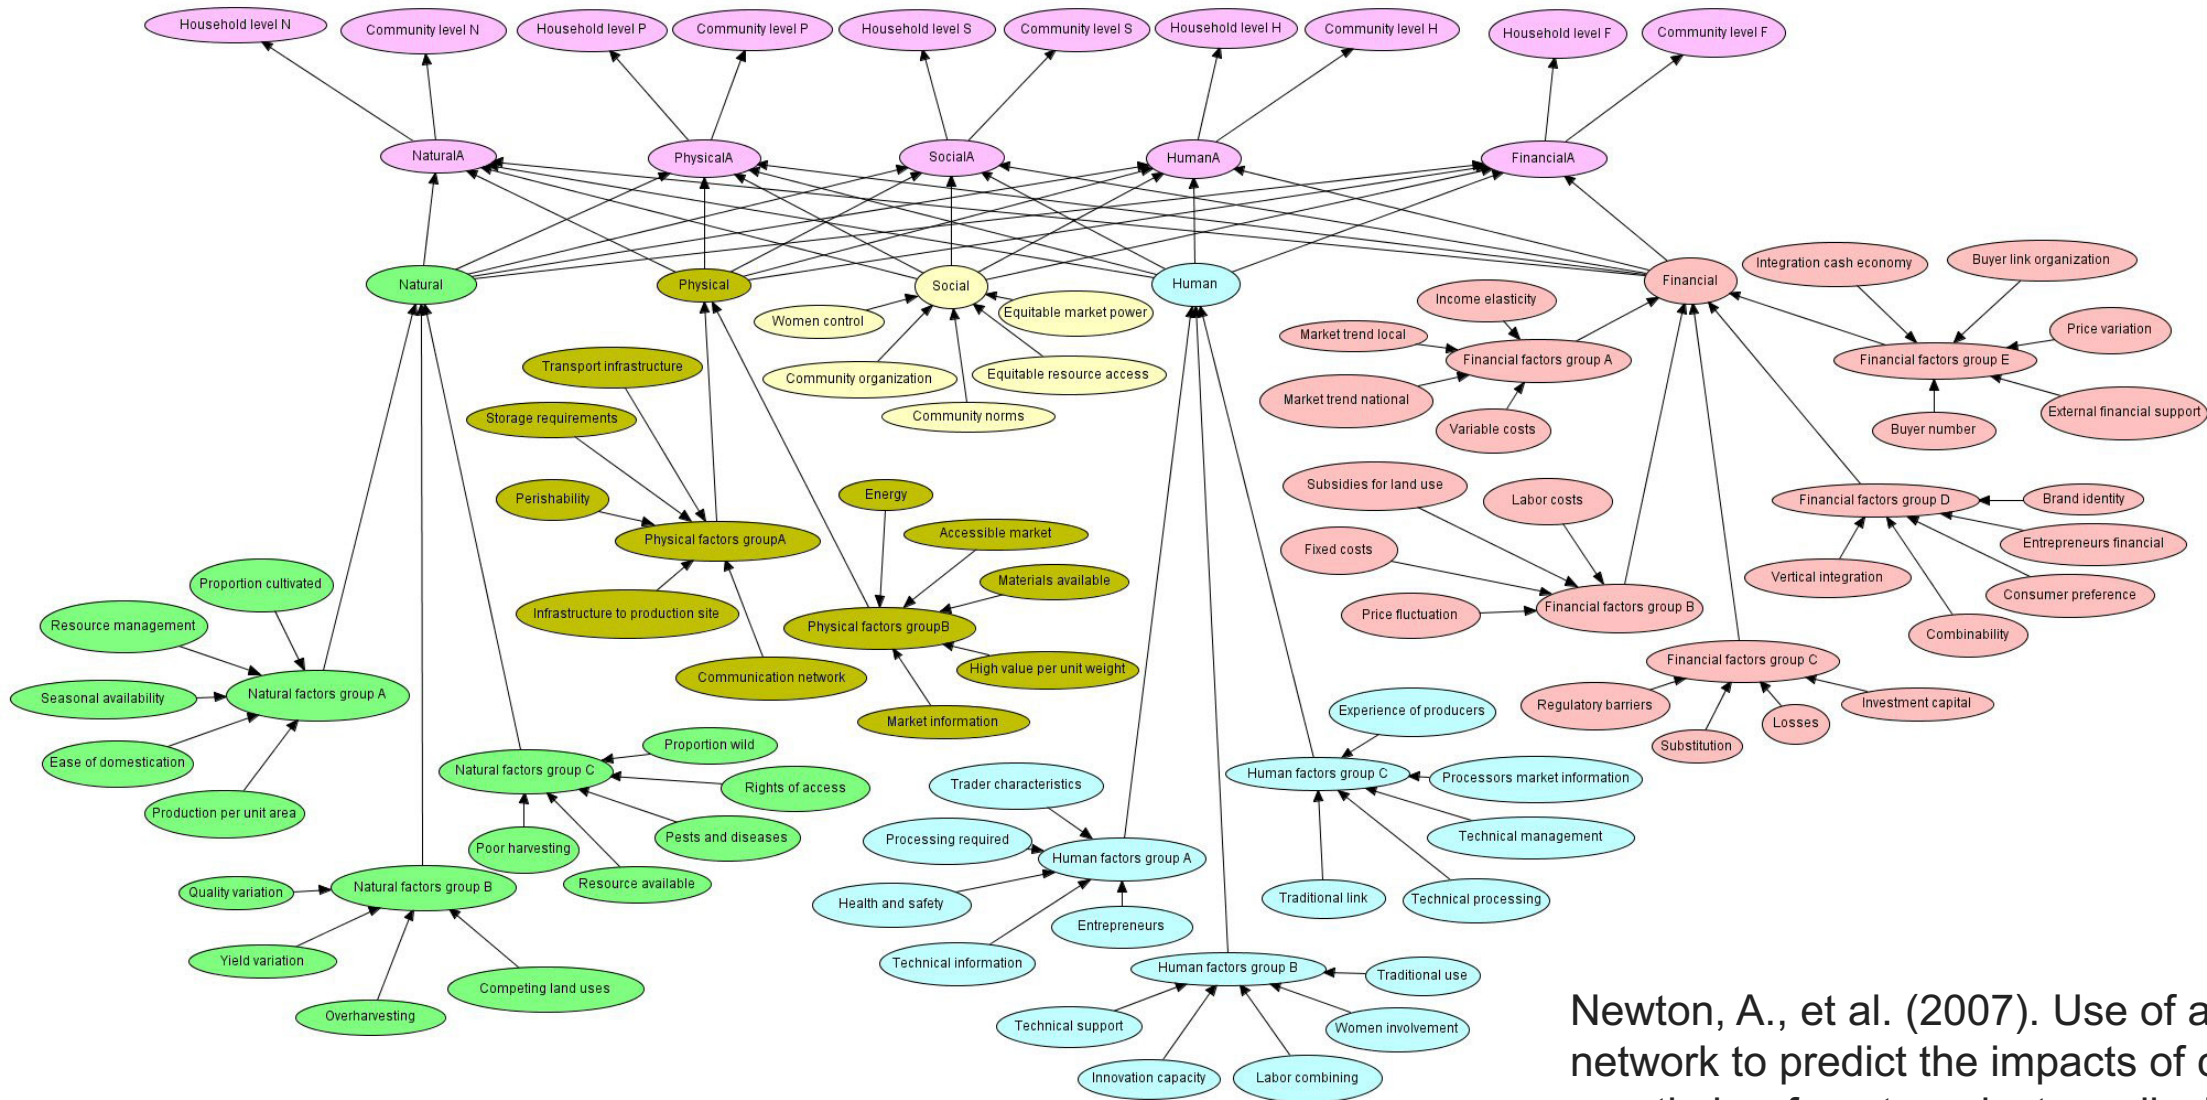 Household level N
Community level N
Household level P
Community level P
Household level S
Community level S
Household level H
Community level H
Household level F
Community level F
NaturalA
PhysicalA
SocialA
HumanA
FinancialA
Natural
Physical
Social
Human
Financial
Women control
Equitable market power
Community organization
Equitable resource access
Community norms
Integration cash economy
Buyer link organization
Income elasticity
Market trend local
Financial factors group A
Market trend national
Variable costs
Price variation
Financial factors group E
External financial support
Buyer number
Transport infrastructure
Storage requirements
Perishability
Physical factors groupA
Infrastructure to production site
Communication network
Energy
Accessible market
Materials available
Physical factors groupB
High value per unit weight
Market information
Subsidies for land use
Labor costs
Fixed costs
Price fluctuation
Financial factors group B
Financial factors group D
Brand identity
Entrepreneurs financial
Vertical integration
Consumer preference
Combinability
Financial factors group C
Regulatory barriers
Investment capital
Losses
Substitution
Proportion cultivated
Resource management
Seasonal availability
Natural factors group A
Ease of domestication
Production per unit area
Natural factors group C
Proportion wild
Rights of access
Pests and diseases
Poor harvesting
Resource available
Natural factors group B
Quality variation
Yield variation
Competing land uses
Overharvesting
Trader characteristics
Processing required
Human factors group A
Health and safety
Entrepreneurs
Technical information
Experience of producers
Human factors group C
Processors market information
Technical management
Traditional link
Technical processing
Human factors group B
Traditional use
Technical support
Women involvement
Innovation capacity
Labor combining
Newton, A., et al. (2007). Use of a
network to predict the impacts of